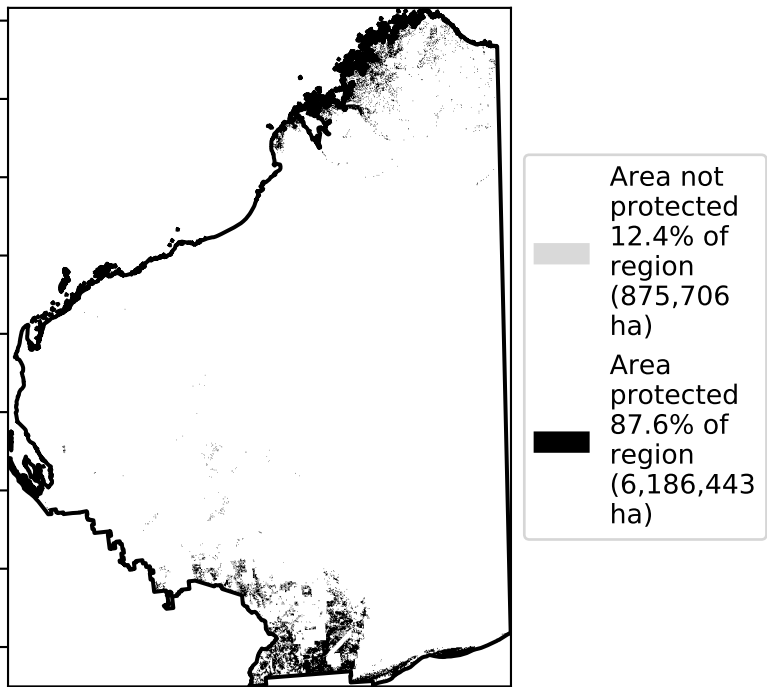 Area not
protected
12.4% of
region
(875,706
ha)
Area
protected
87.6% of
region
(6,186,443
ha)